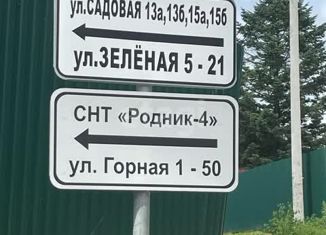 ул.САДОВАЯ 13а,13б,15а,15б
ул.ЗЕЛЁНАЯ 5 - 21
СНТ «Родник-4»
ул. Горная 1 - 50